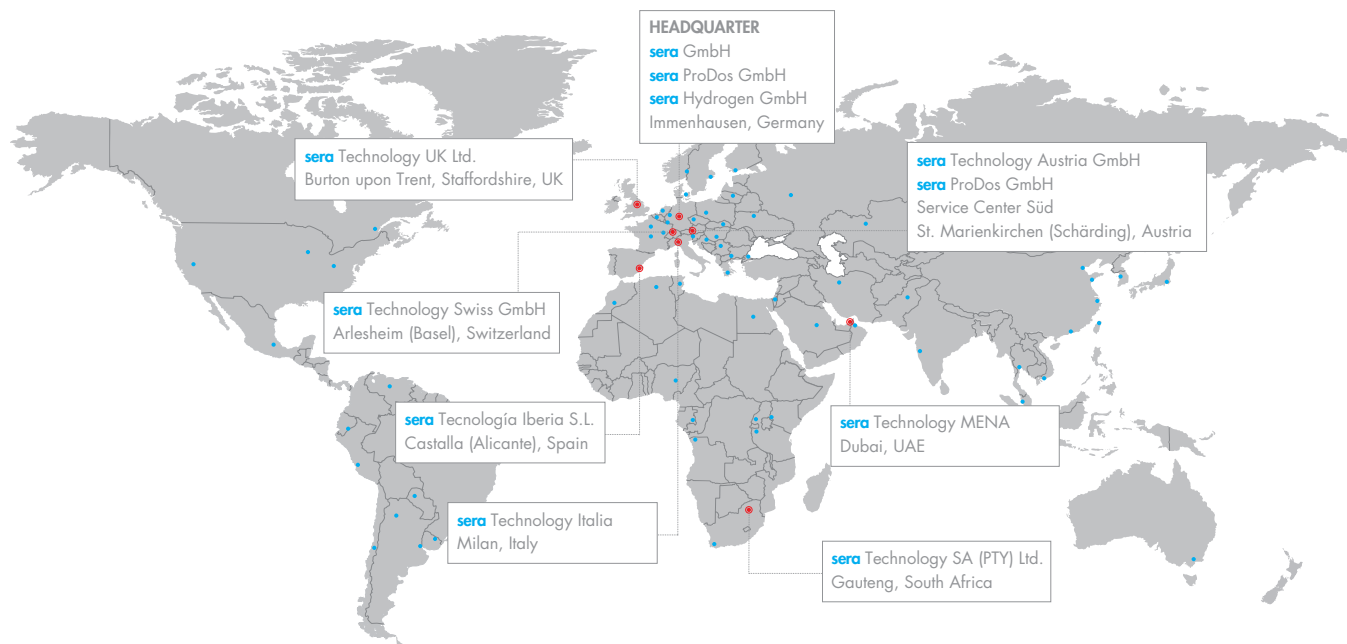 HEADQUARTER
sera GmbH
sera ProDos GmbH
sera Hydrogen GmbH
Immenhausen, Germany
sera Technology UK Ltd.
Burton upon Trent, Staffordshire, UK
sera Technology Austria GmbH
sera ProDos GmbH
Service Center Süd
St. Marienkirchen (Schärding), Austria
sera Technology Swiss GmbH
Arlesheim (Basel), Switzerland
sera Tecnología Iberia S.L.
Castalla (Alicante), Spain
sera Technology MENA
Dubai, UAE
sera Technology Italia
Milan, Italy
sera Technology SA (PTY) Ltd.
Gauteng, South Africa